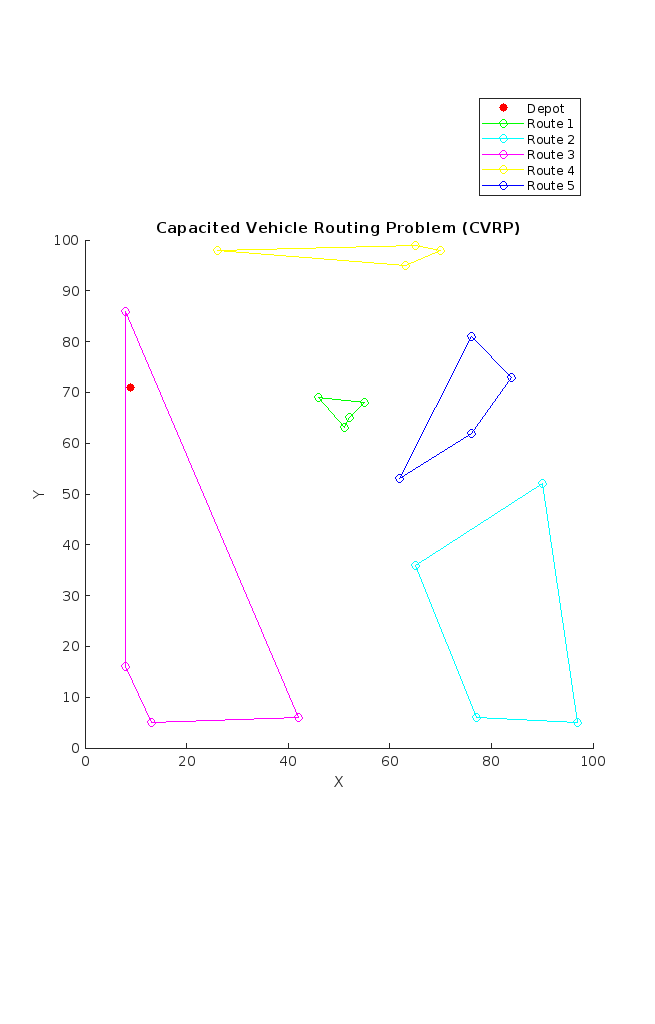 Depot
Route 1
Route 2
Route 3
Route 4
Route 5
Capacited Vehicle Routing Problem (CVRP)
100
90
80
70
60
50
40
30
20
10
0
Y
0 20 40 60 80 100
X